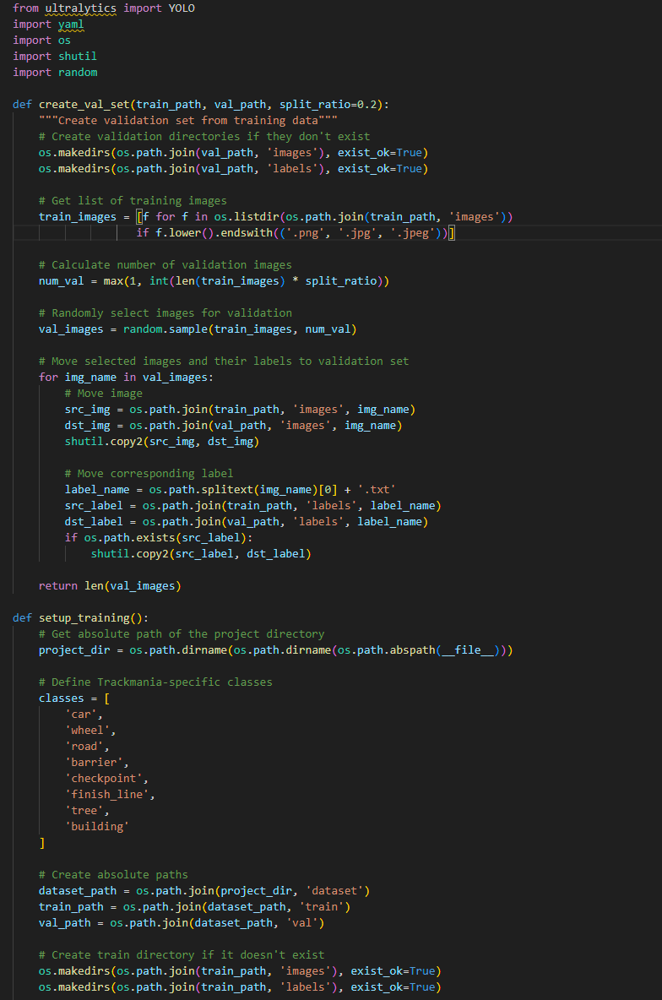 from ultralytics import YOLO
import yaml
import os
import shutil
import random

def create_val_set(train_path, val_path, split_ratio=0.2):
    """Create validation set from training data"""
    # Create validation directories if they don't exist
    os.makedirs(os.path.join(val_path, 'images'), exist_ok=True)
    os.makedirs(os.path.join(val_path, 'labels'), exist_ok=True)

    # Get list of training images
    train_images = [f for f in os.listdir(os.path.join(train_path, 'images'))
                   if f.lower().endswith(('.png', '.jpg', '.jpeg'))]

    # Calculate number of validation images
    num_val = max(1, int(len(train_images) * split_ratio))

    # Randomly select images for validation
    val_images = random.sample(train_images, num_val)

    # Move selected images and their labels to validation set
    for img_name in val_images:
        # Move image
        src_img = os.path.join(train_path, 'images', img_name)
        dst_img = os.path.join(val_path, 'images', img_name)
        shutil.copy2(src_img, dst_img)

        # Move corresponding label
        label_name = os.path.splitext(img_name)[0] + '.txt'
        src_label = os.path.join(train_path, 'labels', label_name)
        dst_label = os.path.join(val_path, 'labels', label_name)
        if os.path.exists(src_label):
            shutil.copy2(src_label, dst_label)

    return len(val_images)

def setup_training():
    # Get absolute path of the project directory
    project_dir = os.path.dirname(os.path.dirname(os.path.abspath(__file__)))

    # Define Trackmania-specific classes
    classes = [
        'car',
        'wheel',
        'road',
        'barrier',
        'checkpoint',
        'finish_line',
        'tree',
        'building'
    ]

    # Create absolute paths
    dataset_path = os.path.join(project_dir, 'dataset')
    train_path = os.path.join(dataset_path, 'train')
    val_path = os.path.join(dataset_path, 'val')

    # Create train directory if it doesn't exist
    os.makedirs(os.path.join(train_path, 'images'), exist_ok=True)
    os.makedirs(os.path.join(train_path, 'labels'), exist_ok=True)